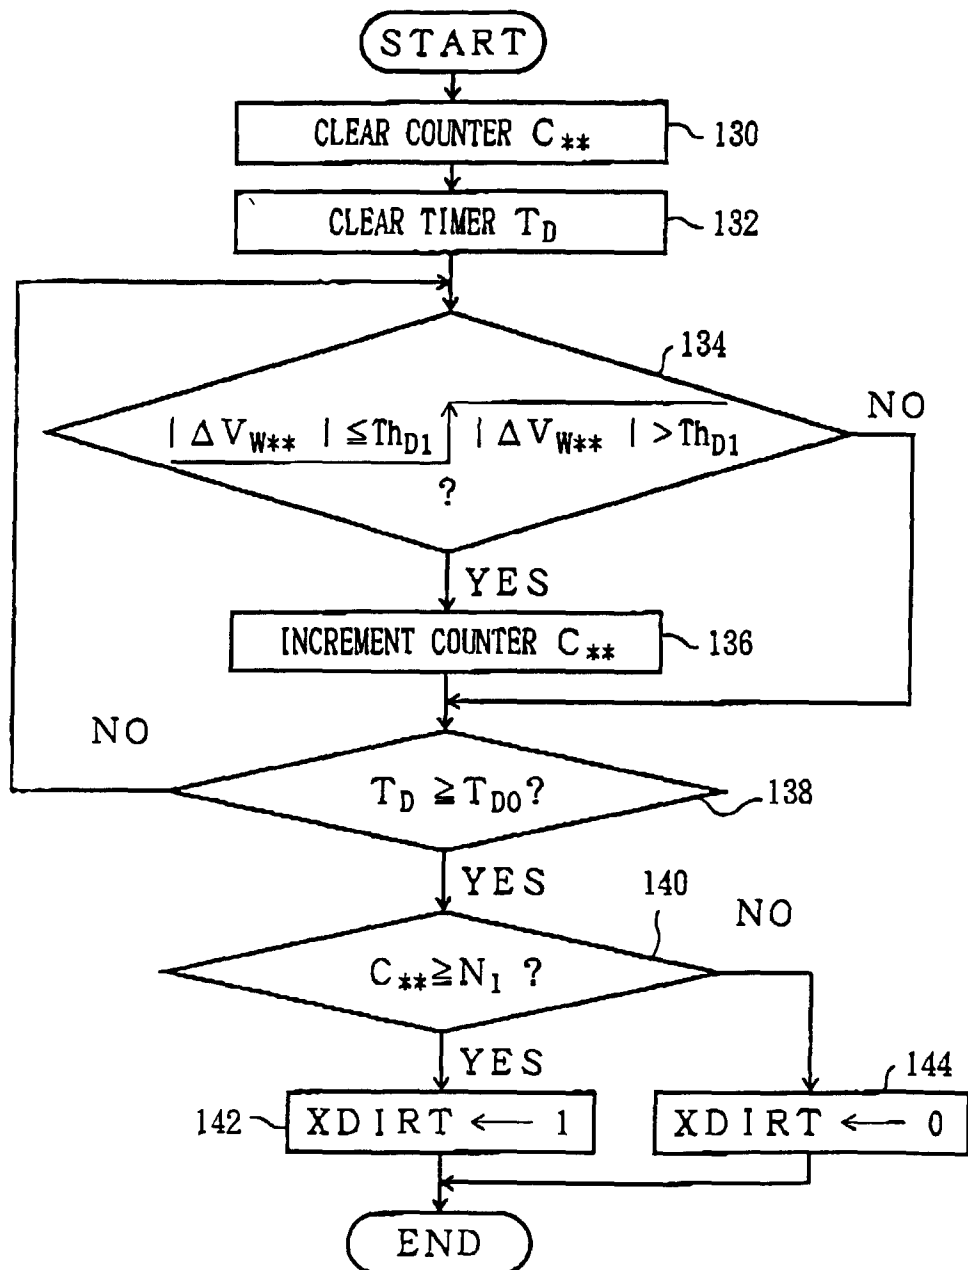 START
CLEAR COUNTER C** 130
CLEAR TIMER TD 132
134
NO
| ΔVW** | ≦ThD1 | ΔVW** | >ThD1
?
YES
INCREMENT COUNTER C** 136
NO
TD ≧TD0? 138
YES
140
NO
C**≧N1 ?
YES
144
142 XDIRT ← 1
XDIRT ← 0
END